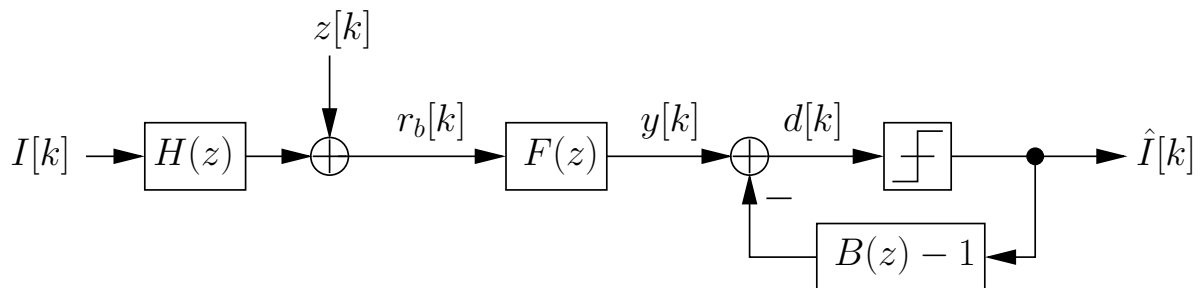 z[k]
I[k]
H(z)
r_b[k]
F(z)
y[k]
d[k]
Î[k]
−
B(z) − 1